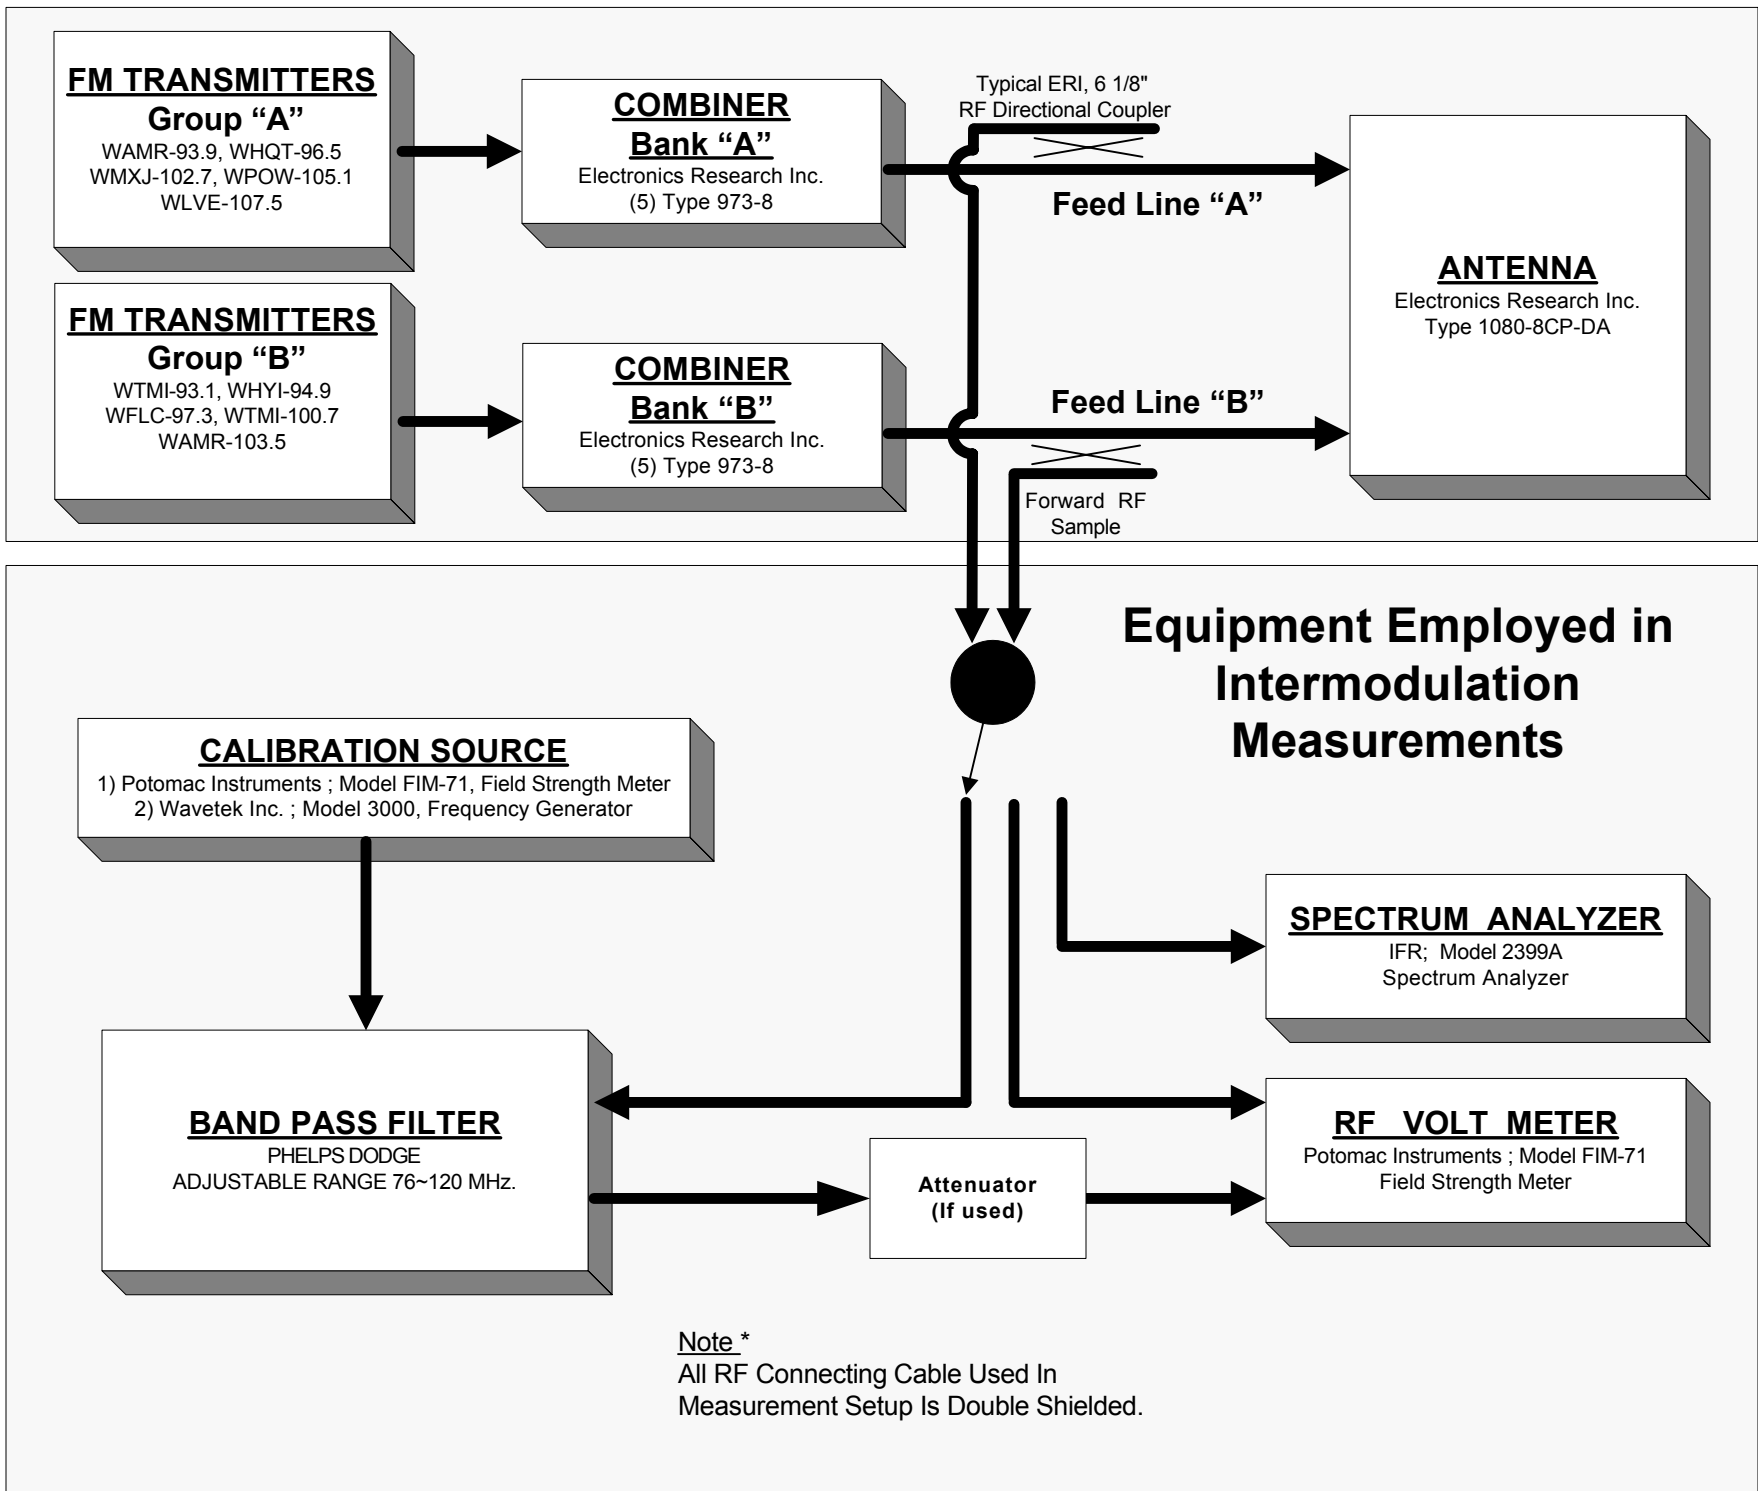 FM TRANSMITTERS
Group “A”
WAMR-93.9, WHQT-96.5
WMXJ-102.7, WPOW-105.1
WLVE-107.5
COMBINER
Bank “A”
Electronics Research Inc.
(5) Type 973-8
Typical ERI, 6 1/8"
RF Directional Coupler
Feed Line “A”
ANTENNA
Electronics Research Inc.
Type 1080-8CP-DA
FM TRANSMITTERS
Group “B”
WTMI-93.1, WHYI-94.9
WFLC-97.3, WTMI-100.7
WAMR-103.5
COMBINER
Bank “B”
Electronics Research Inc.
(5) Type 973-8
Feed Line “B”
Forward RF
Sample
Equipment Employed in
Intermodulation
Measurements
CALIBRATION SOURCE
1) Potomac Instruments ; Model FIM-71, Field Strength Meter
2) Wavetek Inc. ; Model 3000, Frequency Generator
SPECTRUM ANALYZER
IFR; Model 2399A
Spectrum Analyzer
BAND PASS FILTER
PHELPS DODGE
ADJUSTABLE RANGE 76~120 MHz.
Attenuator
(If used)
RF VOLT METER
Potomac Instruments ; Model FIM-71
Field Strength Meter
Note *
All RF Connecting Cable Used In
Measurement Setup Is Double Shielded.